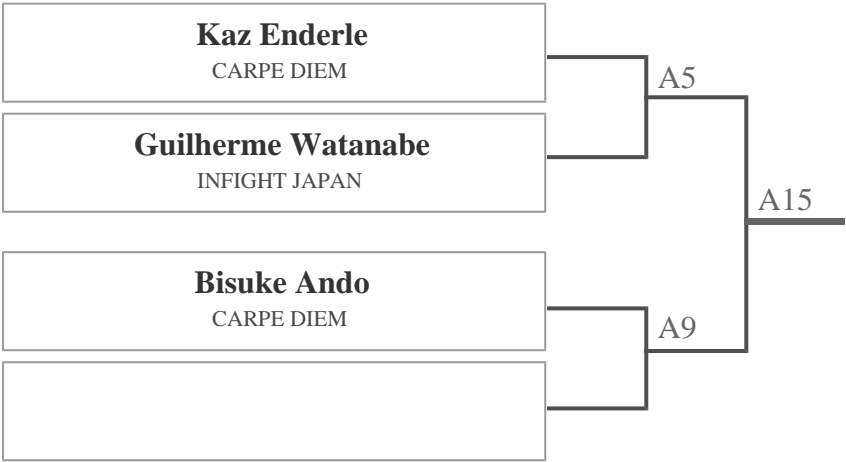 Kaz Enderle
CARPE DIEM
A5
Guilherme Watanabe
INFIGHT JAPAN
A15
Bisuke Ando
CARPE DIEM
A9